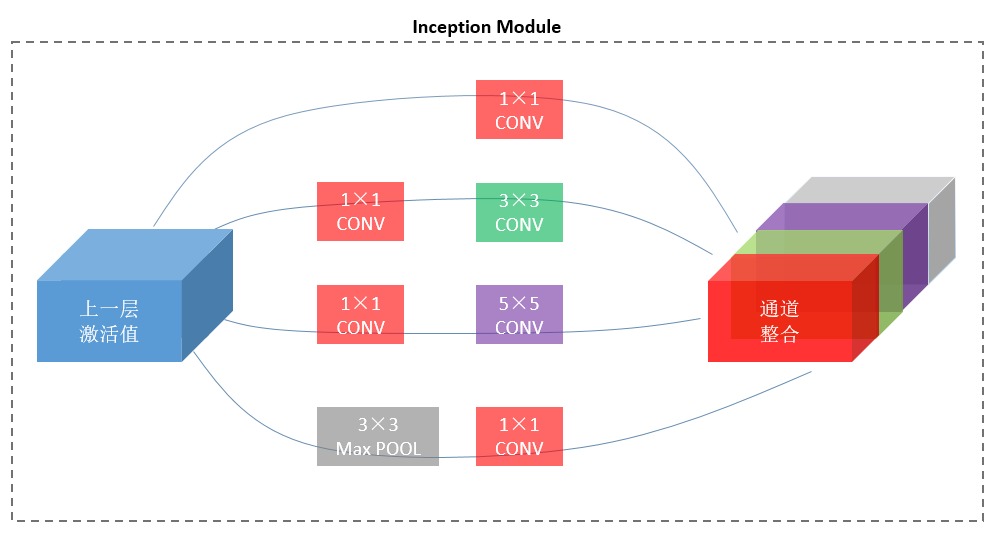 Inception Module
1×1
CONV
1×1
CONV
3×3
CONV
上一层
激活值
1×1
CONV
5×5
CONV
通道
整合
3×3
Max POOL
1×1
CONV